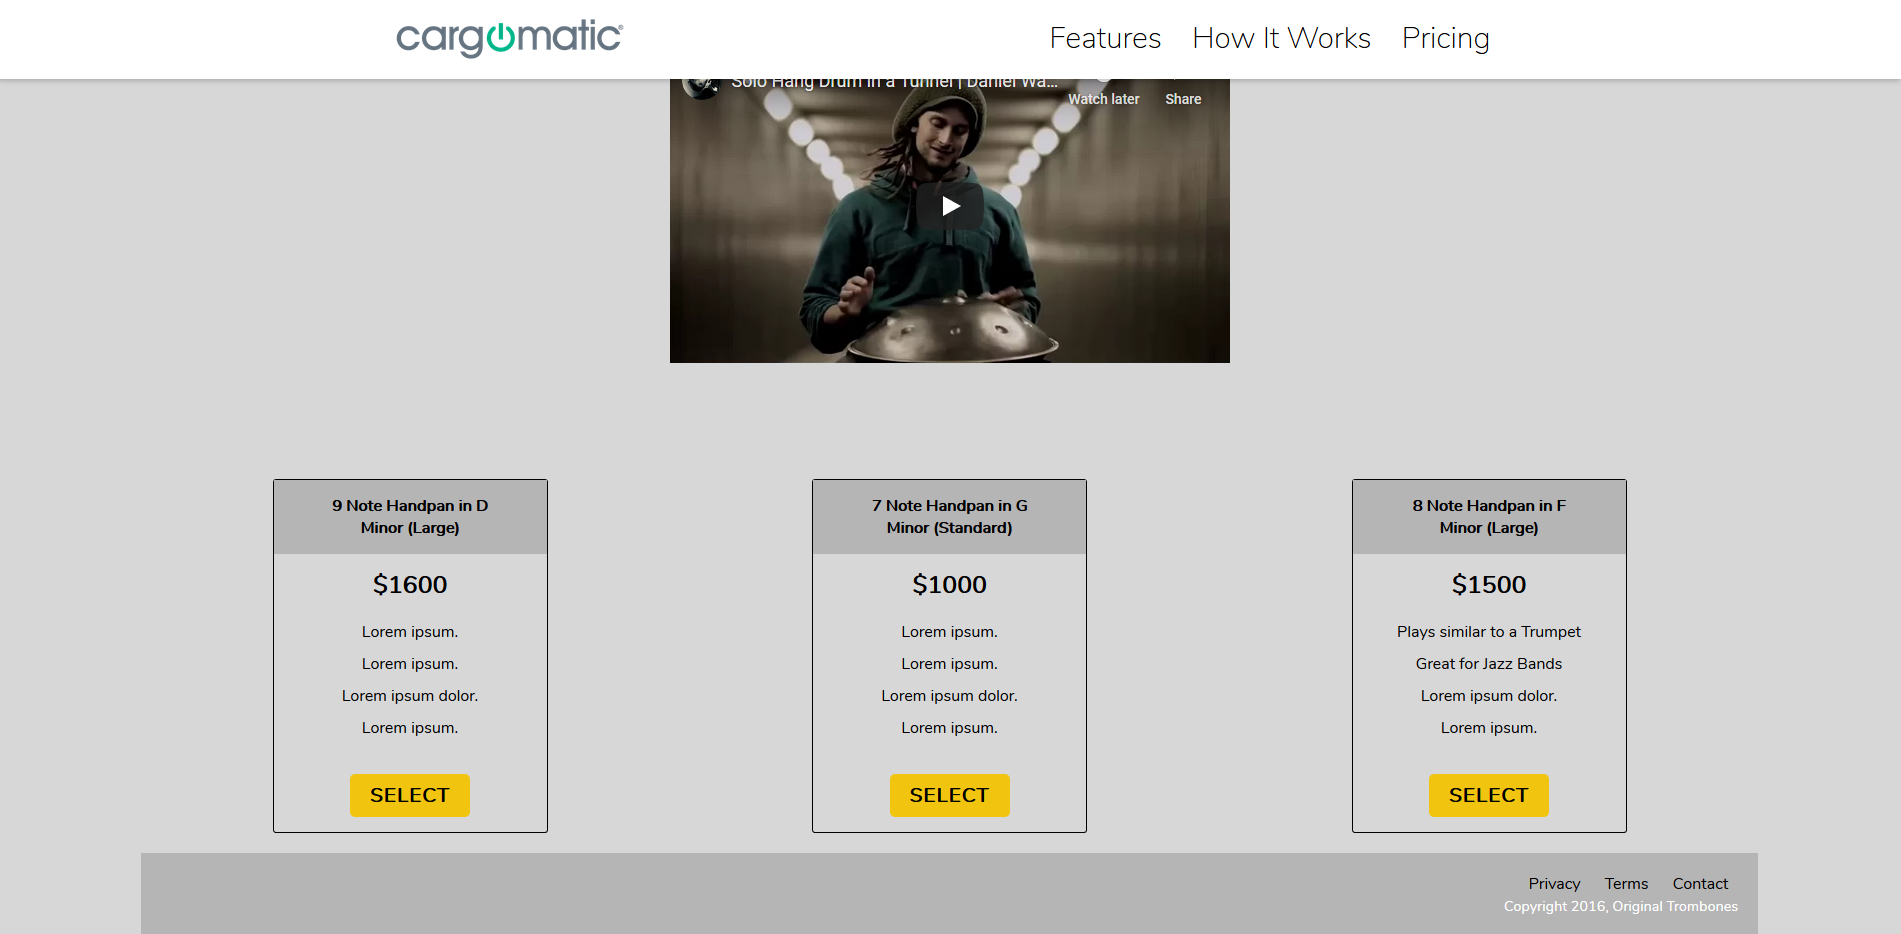 cargomatic®
Features How It Works Pricing
Solo Hang Drum in a Tunnel | Daniel Wa...
Watch later Share
9 Note Handpan in D
Minor (Large)
$1600
Lorem ipsum.
Lorem ipsum.
Lorem ipsum dolor.
Lorem ipsum.
SELECT
7 Note Handpan in G
Minor (Standard)
$1000
Lorem ipsum.
Lorem ipsum.
Lorem ipsum dolor.
Lorem ipsum.
SELECT
8 Note Handpan in F
Minor (Large)
$1500
Plays similar to a Trumpet
Great for Jazz Bands
Lorem ipsum dolor.
Lorem ipsum.
SELECT
Privacy Terms Contact
Copyright 2016, Original Trombones